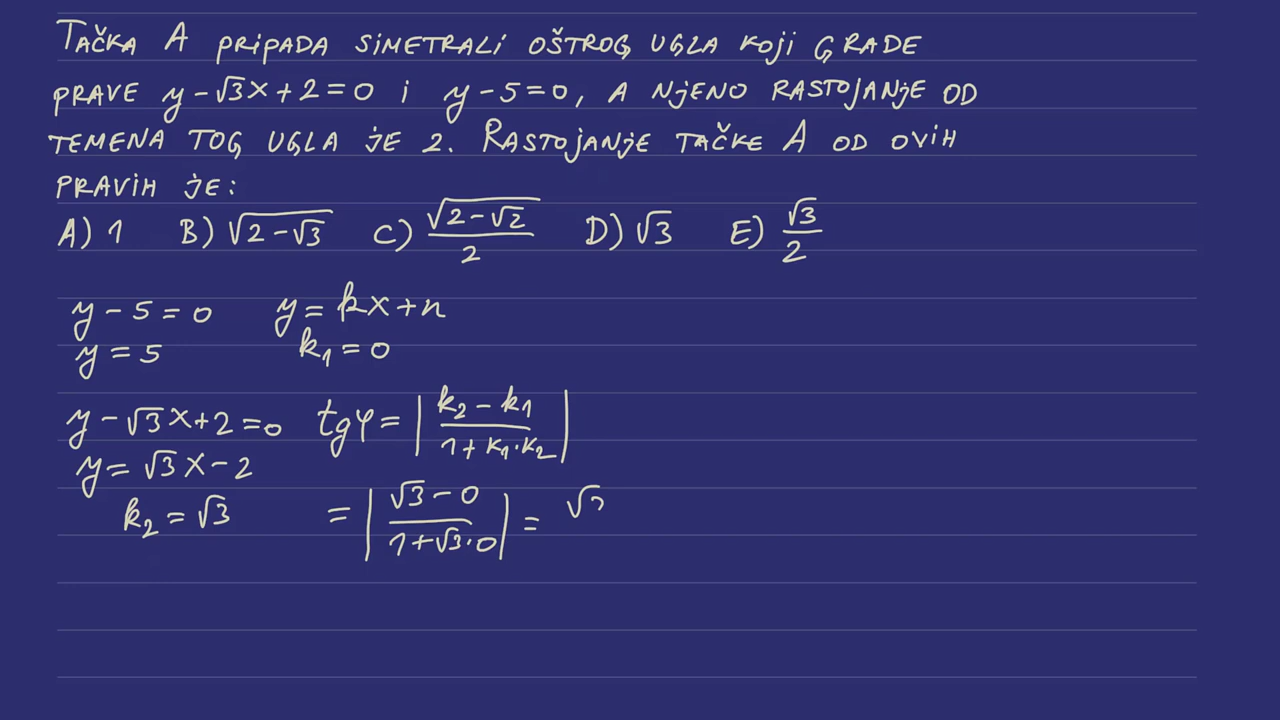 TAČKA A PRIPADA SIMETRALI OŠTROG UGLA KOJI GRADE
PRAVE y-√3x+2=0 i y-5=0, A NJENO RASTOJANJE OD
TEMENA TOG UGLA JE 2. RASTOJANJE TAČKE A OD OVIH
PRAVIH JE:
A) 1 B) √(2-√3) C) √(2-√2)/2 D) √3 E) √3/2
y-5=0 y=kx+n
y=5 k₁=0
y-√3x+2=0 tgφ=|(k₂-k₁)/(1+k₁·k₂)|
y=√3x-2
k₂=√3 =|(√3-0)/(1+√3·0)|=